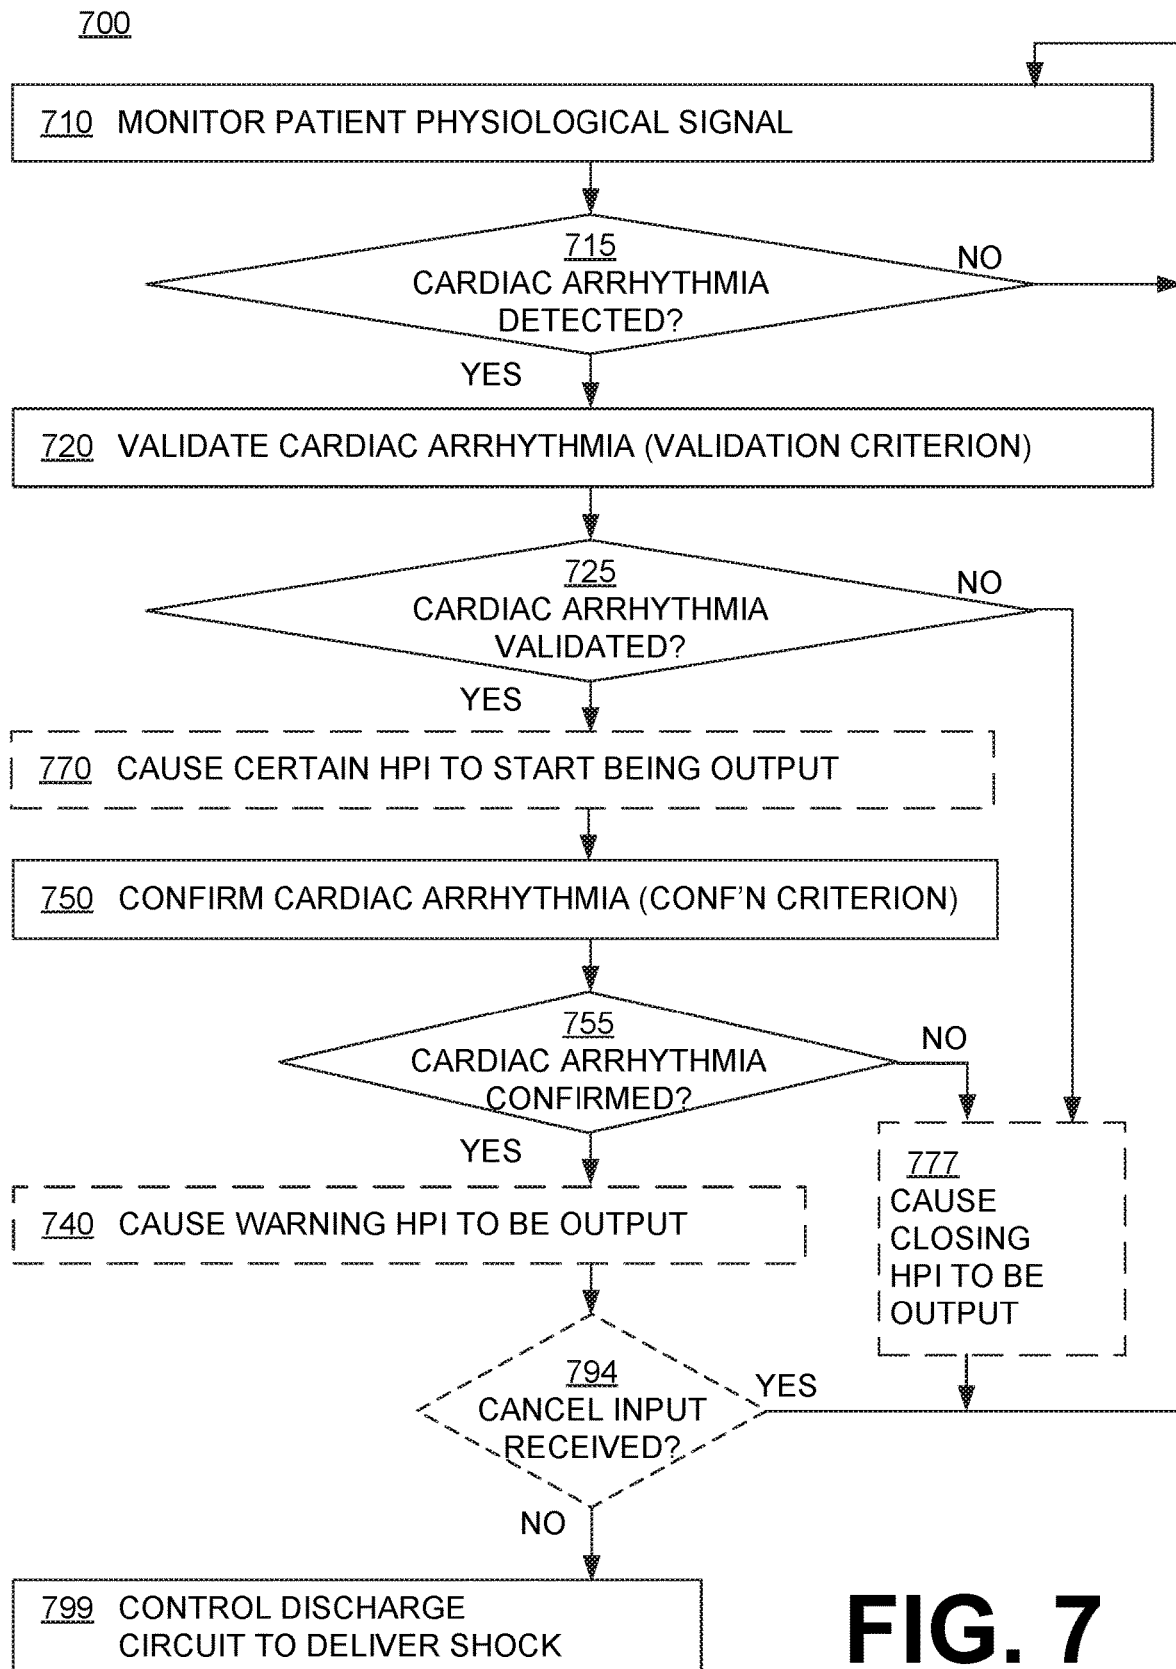 700
710 MONITOR PATIENT PHYSIOLOGICAL SIGNAL
715
CARDIAC ARRHYTHMIA
DETECTED?
NO
YES
720 VALIDATE CARDIAC ARRHYTHMIA (VALIDATION CRITERION)
725
CARDIAC ARRHYTHMIA
VALIDATED?
NO
YES
770 CAUSE CERTAIN HPI TO START BEING OUTPUT
750 CONFIRM CARDIAC ARRHYTHMIA (CONF'N CRITERION)
755
CARDIAC ARRHYTHMIA
CONFIRMED?
NO
YES
777
CAUSE
CLOSING
HPI TO BE
OUTPUT
740 CAUSE WARNING HPI TO BE OUTPUT
794
CANCEL INPUT
RECEIVED?
YES
NO
799 CONTROL DISCHARGE
CIRCUIT TO DELIVER SHOCK
FIG. 7